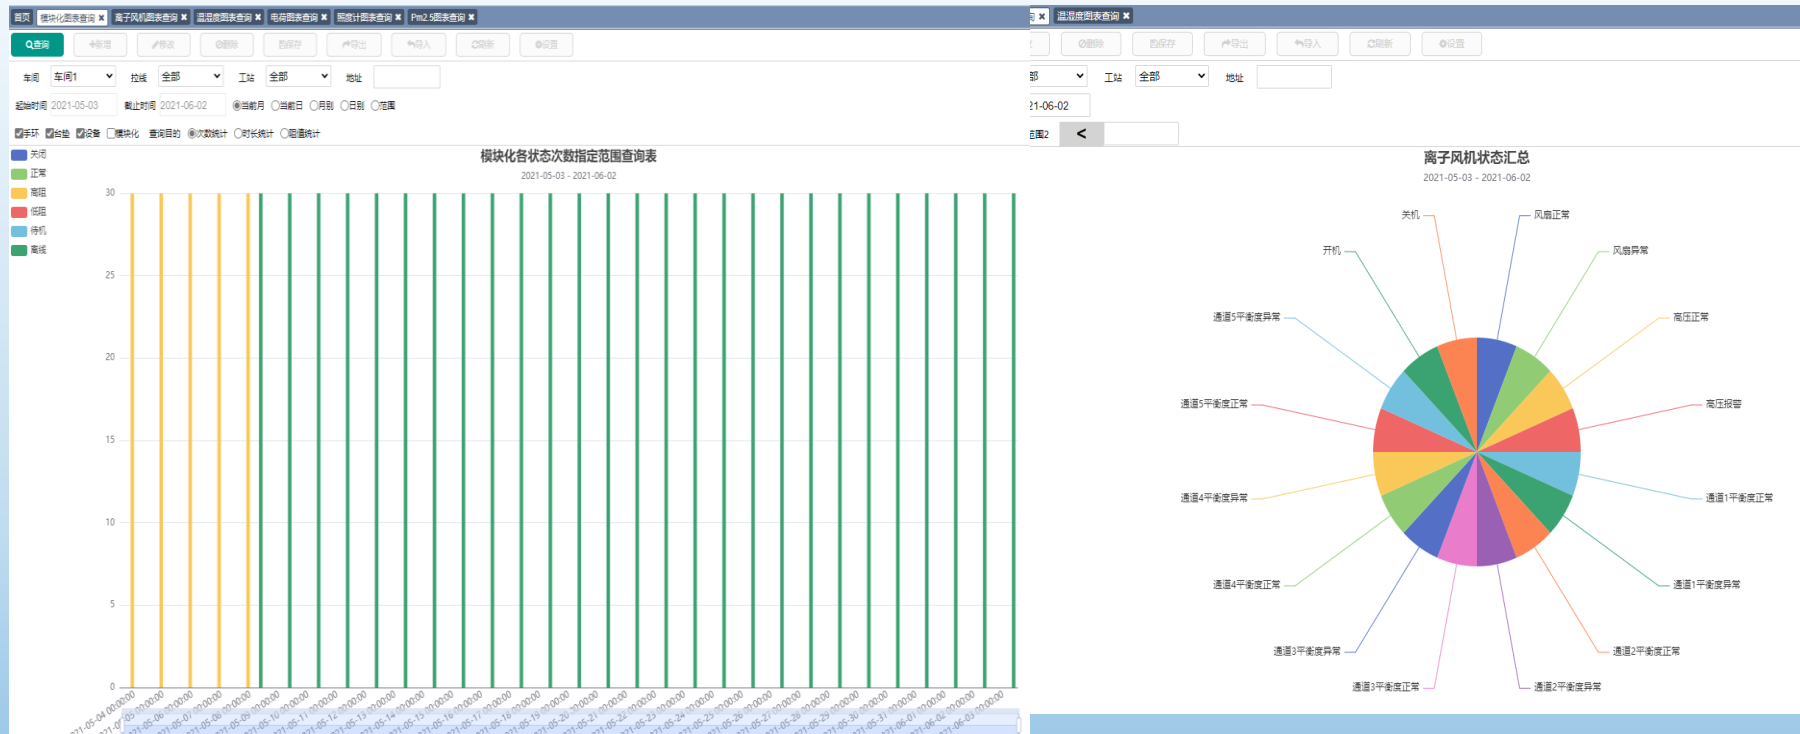 首页 模块化图表查询 × 离子风机图表查询 × 温湿度图表查询 × 电荷图表查询 × 照度计图表查询 × Pm2.5图表查询 ×
查询 新增 修改 删除 保存 导出 导入 刷新 设置
车间 车间1 拉线 全部 工站 全部 地址
起始时间 2021-05-03 截止时间 2021-06-02 当前月 当前日 月别 日别 范围
手环 台垫 设备 模块化 查询目的 次数统计 时长统计 阻值统计
模块化各状态次数指定范围查询表
2021-05-03 - 2021-06-02
关闭
正常
高阻
低阻
待机
离线
30
25
20
15
10
5
0
× 温湿度图表查询 ×
删除 保存 导出 导入 刷新 设置
工站 全部 地址
21-06-02
范围2 <
离子风机状态汇总
2021-05-03 - 2021-06-02
关机 风扇正常
开机 风扇异常
通道5平衡度异常 高压正常
通道5平衡度正常 高压报警
通道4平衡度异常 通道1平衡度正常
通道4平衡度正常 通道1平衡度异常
通道3平衡度异常 通道2平衡度正常
通道3平衡度正常 通道2平衡度异常